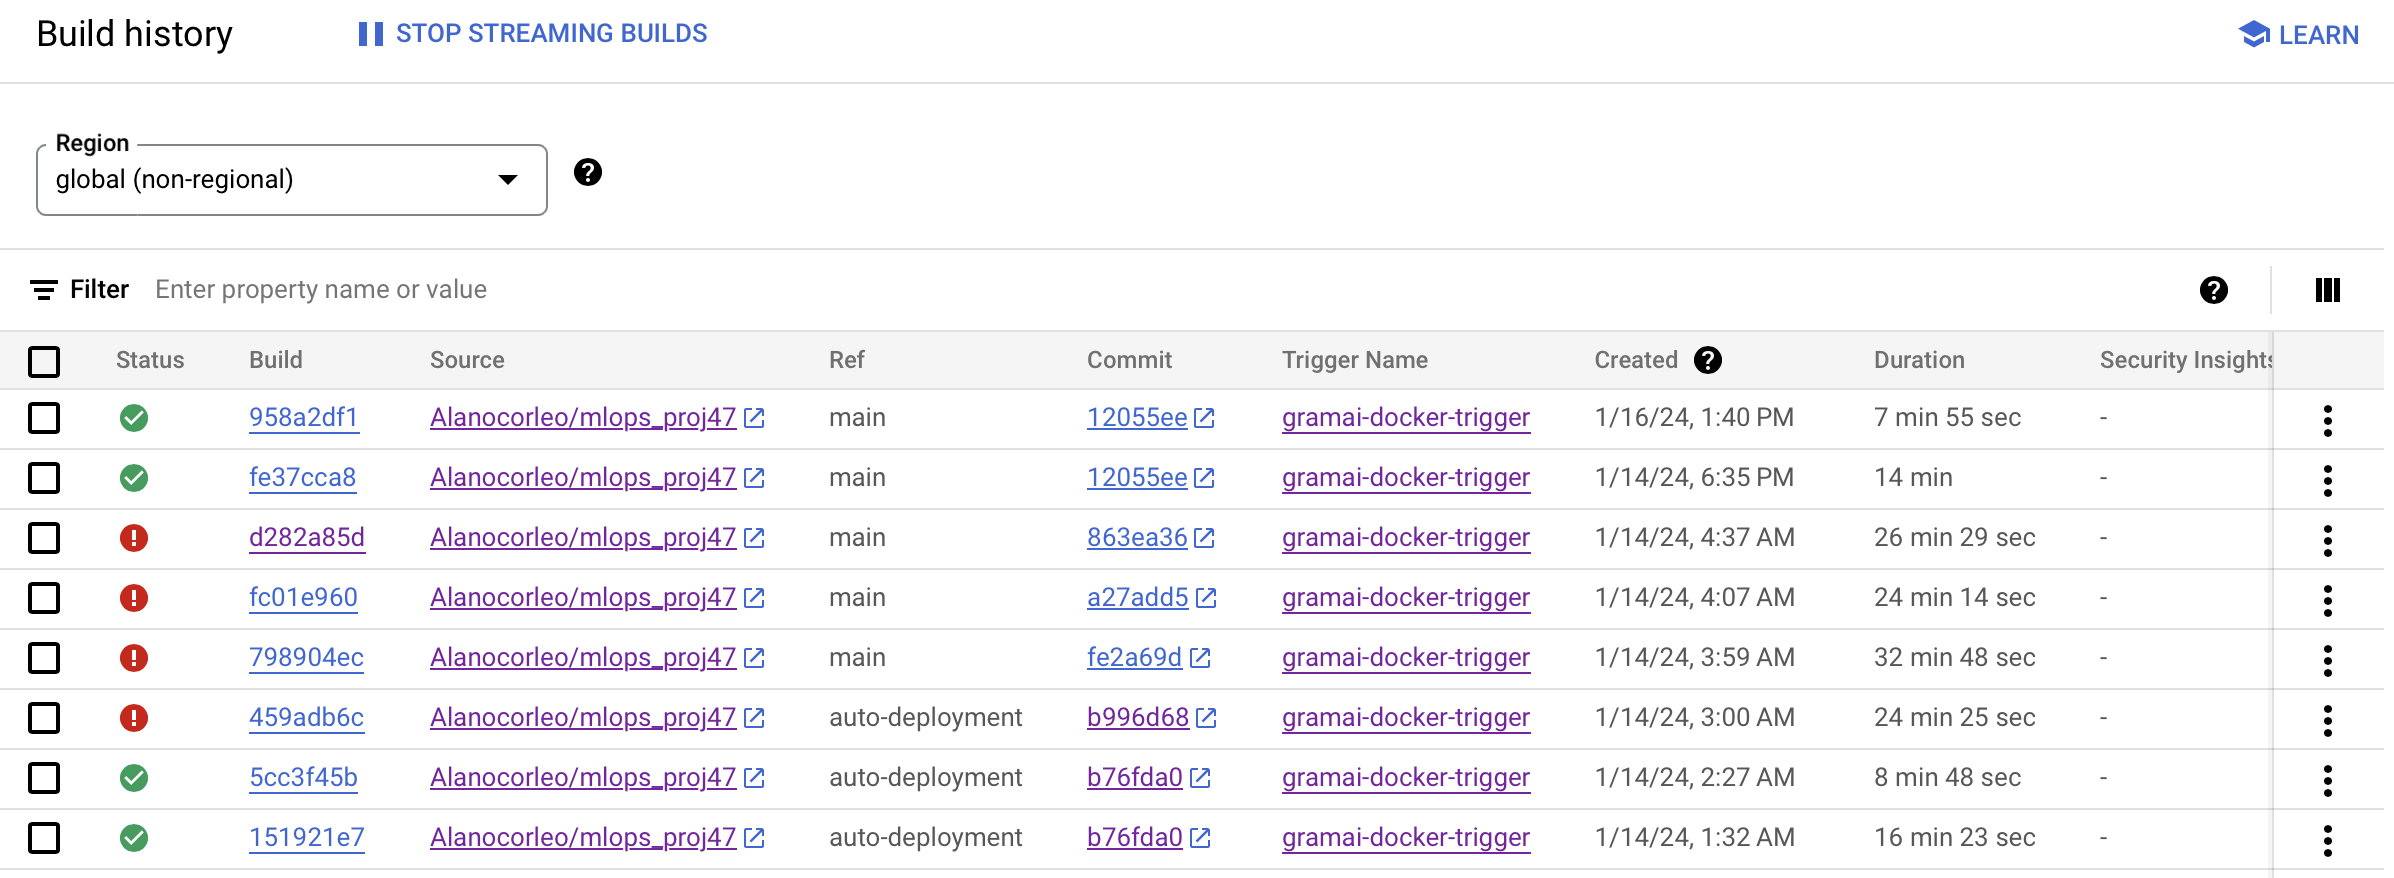 Build history STOP STREAMING BUILDS LEARN
Region
global (non-regional)
Filter Enter property name or value
Status Build Source Ref Commit Trigger Name Created Duration Security Insights
958a2df1 Alanocorleo/mlops_proj47 main 12055ee gramai-docker-trigger 1/16/24, 1:40 PM 7 min 55 sec -
fe37cca8 Alanocorleo/mlops_proj47 main 12055ee gramai-docker-trigger 1/14/24, 6:35 PM 14 min -
d282a85d Alanocorleo/mlops_proj47 main 863ea36 gramai-docker-trigger 1/14/24, 4:37 AM 26 min 29 sec -
fc01e960 Alanocorleo/mlops_proj47 main a27add5 gramai-docker-trigger 1/14/24, 4:07 AM 24 min 14 sec -
798904ec Alanocorleo/mlops_proj47 main fe2a69d gramai-docker-trigger 1/14/24, 3:59 AM 32 min 48 sec -
459adb6c Alanocorleo/mlops_proj47 auto-deployment b996d68 gramai-docker-trigger 1/14/24, 3:00 AM 24 min 25 sec -
5cc3f45b Alanocorleo/mlops_proj47 auto-deployment b76fda0 gramai-docker-trigger 1/14/24, 2:27 AM 8 min 48 sec -
151921e7 Alanocorleo/mlops_proj47 auto-deployment b76fda0 gramai-docker-trigger 1/14/24, 1:32 AM 16 min 23 sec -